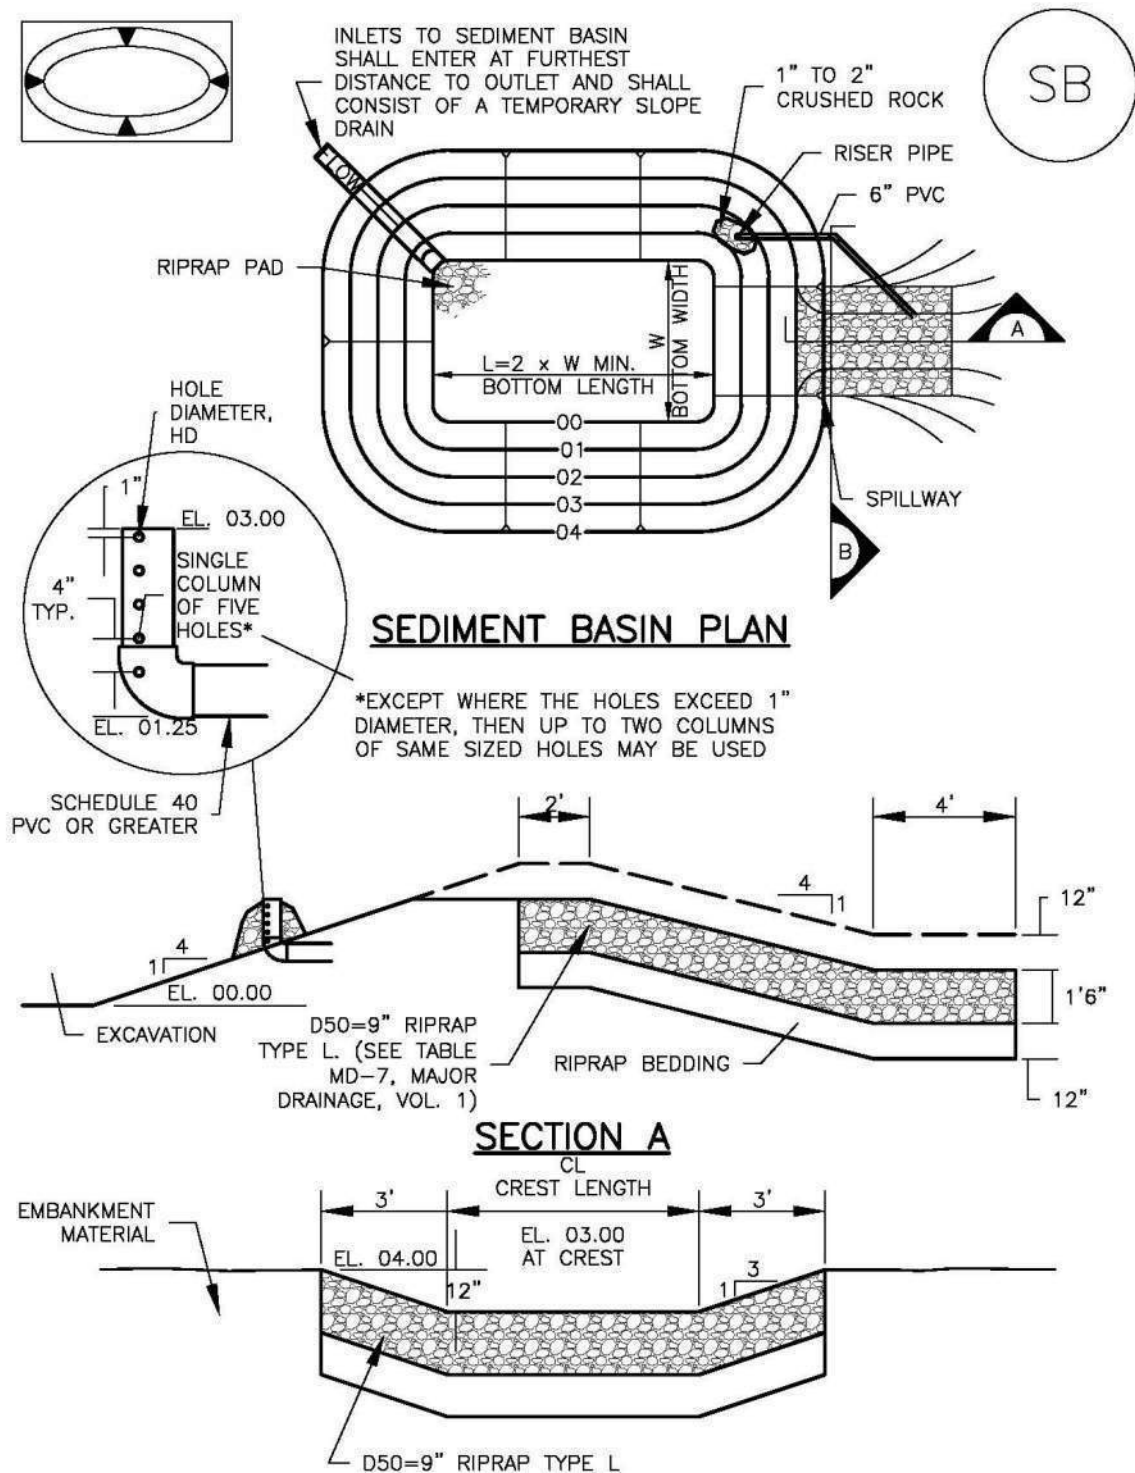 INLETS TO SEDIMENT BASIN
SHALL ENTER AT FURTHEST
DISTANCE TO OUTLET AND SHALL
CONSIST OF A TEMPORARY SLOPE
DRAIN
1" TO 2"
CRUSHED ROCK
SB
RISER PIPE
6" PVC
FLOW
RIPRAP PAD
W
BOTTOM WIDTH
L=2 x W MIN.
BOTTOM LENGTH
A
00
01
02
03
04
SPILLWAY
B
HOLE
DIAMETER,
HD
1"
EL. 03.00
SINGLE
COLUMN
OF FIVE
HOLES*
4"
TYP.
EL. 01.25
SEDIMENT BASIN PLAN
*EXCEPT WHERE THE HOLES EXCEED 1"
DIAMETER, THEN UP TO TWO COLUMNS
OF SAME SIZED HOLES MAY BE USED
SCHEDULE 40
PVC OR GREATER
2'
4'
4
1
12"
4
1
EL. 00.00
EXCAVATION
1'6"
D50=9" RIPRAP
TYPE L. (SEE TABLE
MD-7, MAJOR
DRAINAGE, VOL. 1)
RIPRAP BEDDING
12"
SECTION A
CL
CREST LENGTH
3'
3'
EMBANKMENT
MATERIAL
EL. 03.00
AT CREST
EL. 04.00
12"
3
1
D50=9" RIPRAP TYPE L